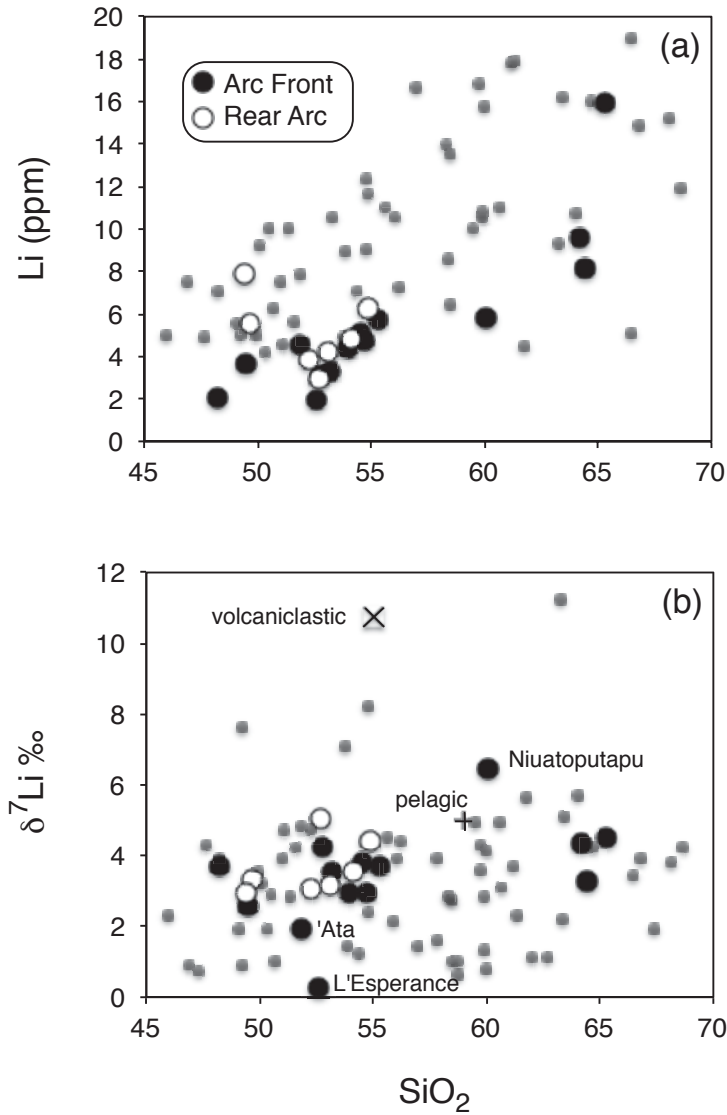 20
18
16
14
12
10
8
6
4
2
0
Li (ppm)
(a)
Arc Front
Rear Arc
45 50 55 60 65 70
12
10
8
6
4
2
0
δ⁷Li ‰
(b)
volcaniclastic
Niuatoputapu
pelagic
'Ata
L'Esperance
45 50 55 60 65 70
SiO₂